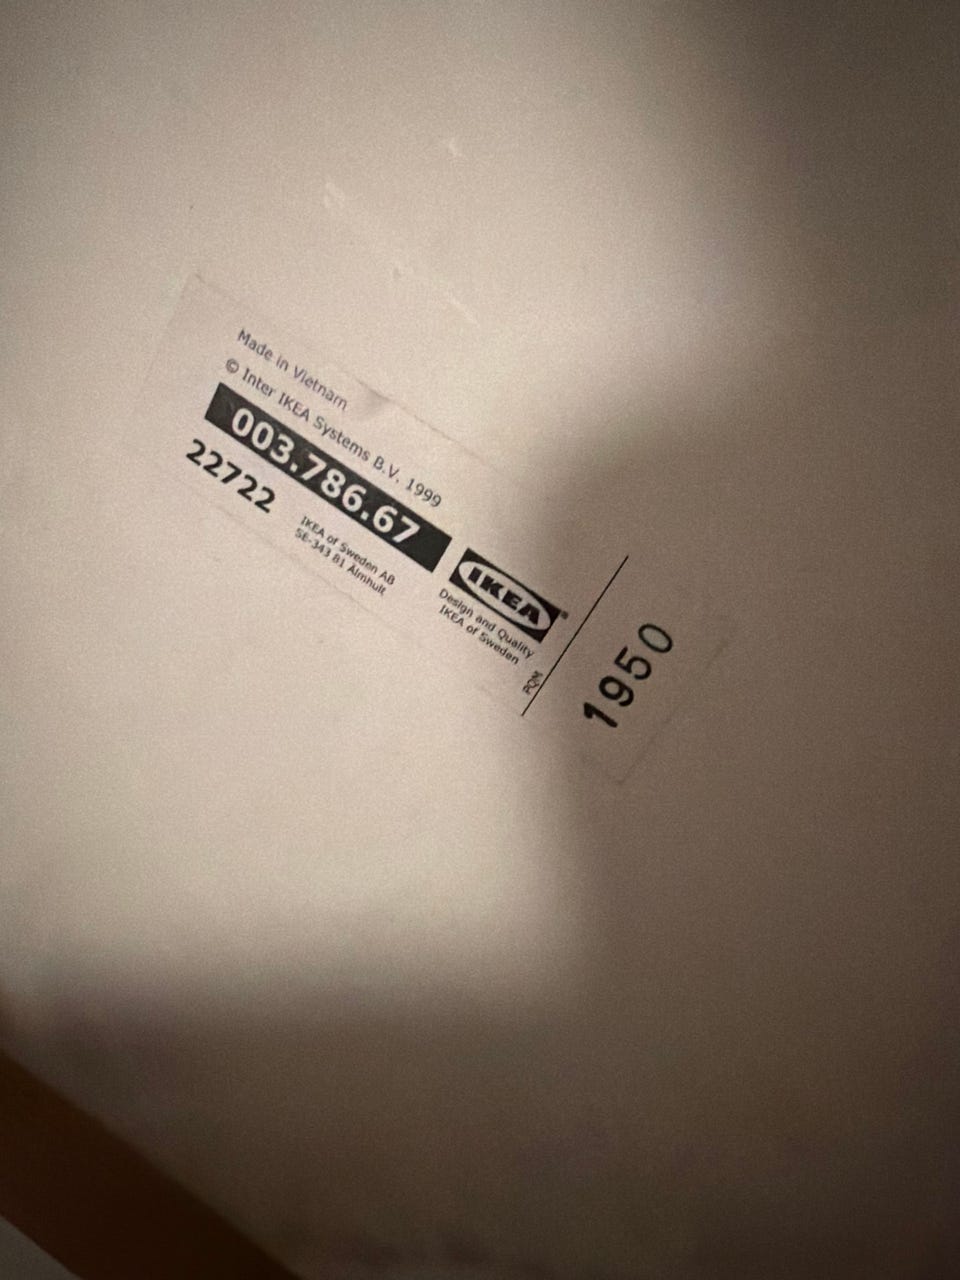 Made in Vietnam
© Inter IKEA Systems B.V. 1999
003.786.67
22722
IKEA of Sweden AB
SE-343 81 Älmhult
IKEA®
Design and Quality
IKEA of Sweden
PQM
1950